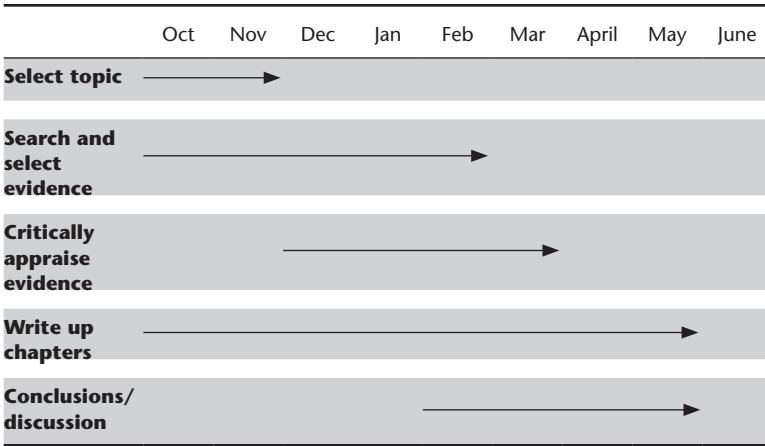 Oct Nov Dec Jan Feb Mar April May June
Select topic
Search and
select
evidence
Critically
appraise
evidence
Write up
chapters
Conclusions/
discussion